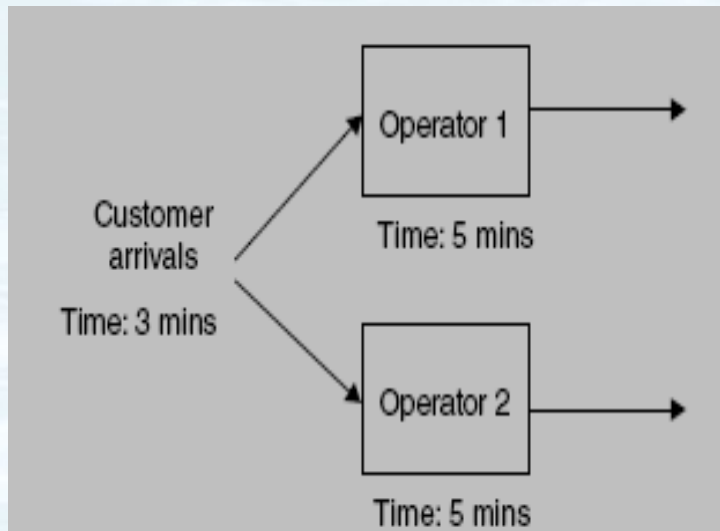 Operator 1
Time: 5 mins
Customer
arrivals
Time: 3 mins
Operator 2
Time: 5 mins